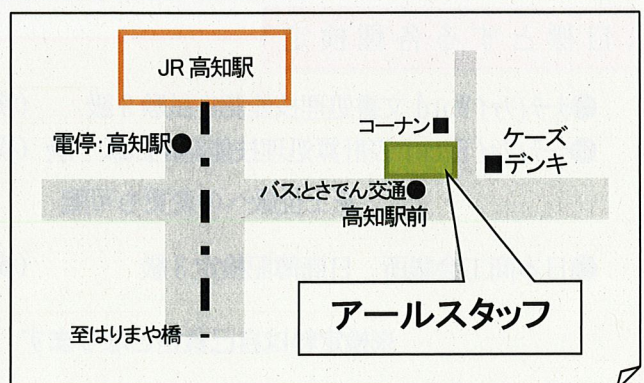 JR 高知駅
電停：高知駅●
コーナン■
ケーズ
■デンキ
バス:とさでん交通●
高知駅前
アールスタッフ
至はりまや橋